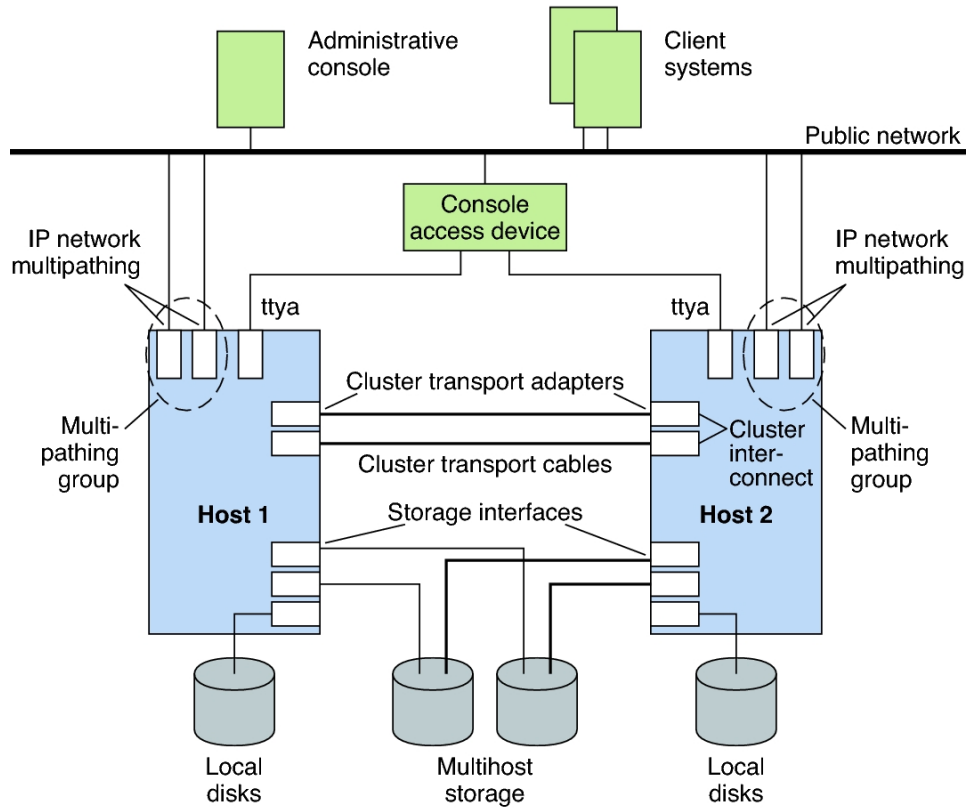 Administrative
console
Client
systems
Public network
Console
access device
IP network
multipathing
IP network
multipathing
ttya
ttya
Cluster transport adapters
Multi-
pathing
group
Cluster
inter-
connect
Multi-
pathing
group
Cluster transport cables
Host 1
Storage interfaces
Host 2
Local
disks
Multihost
storage
Local
disks